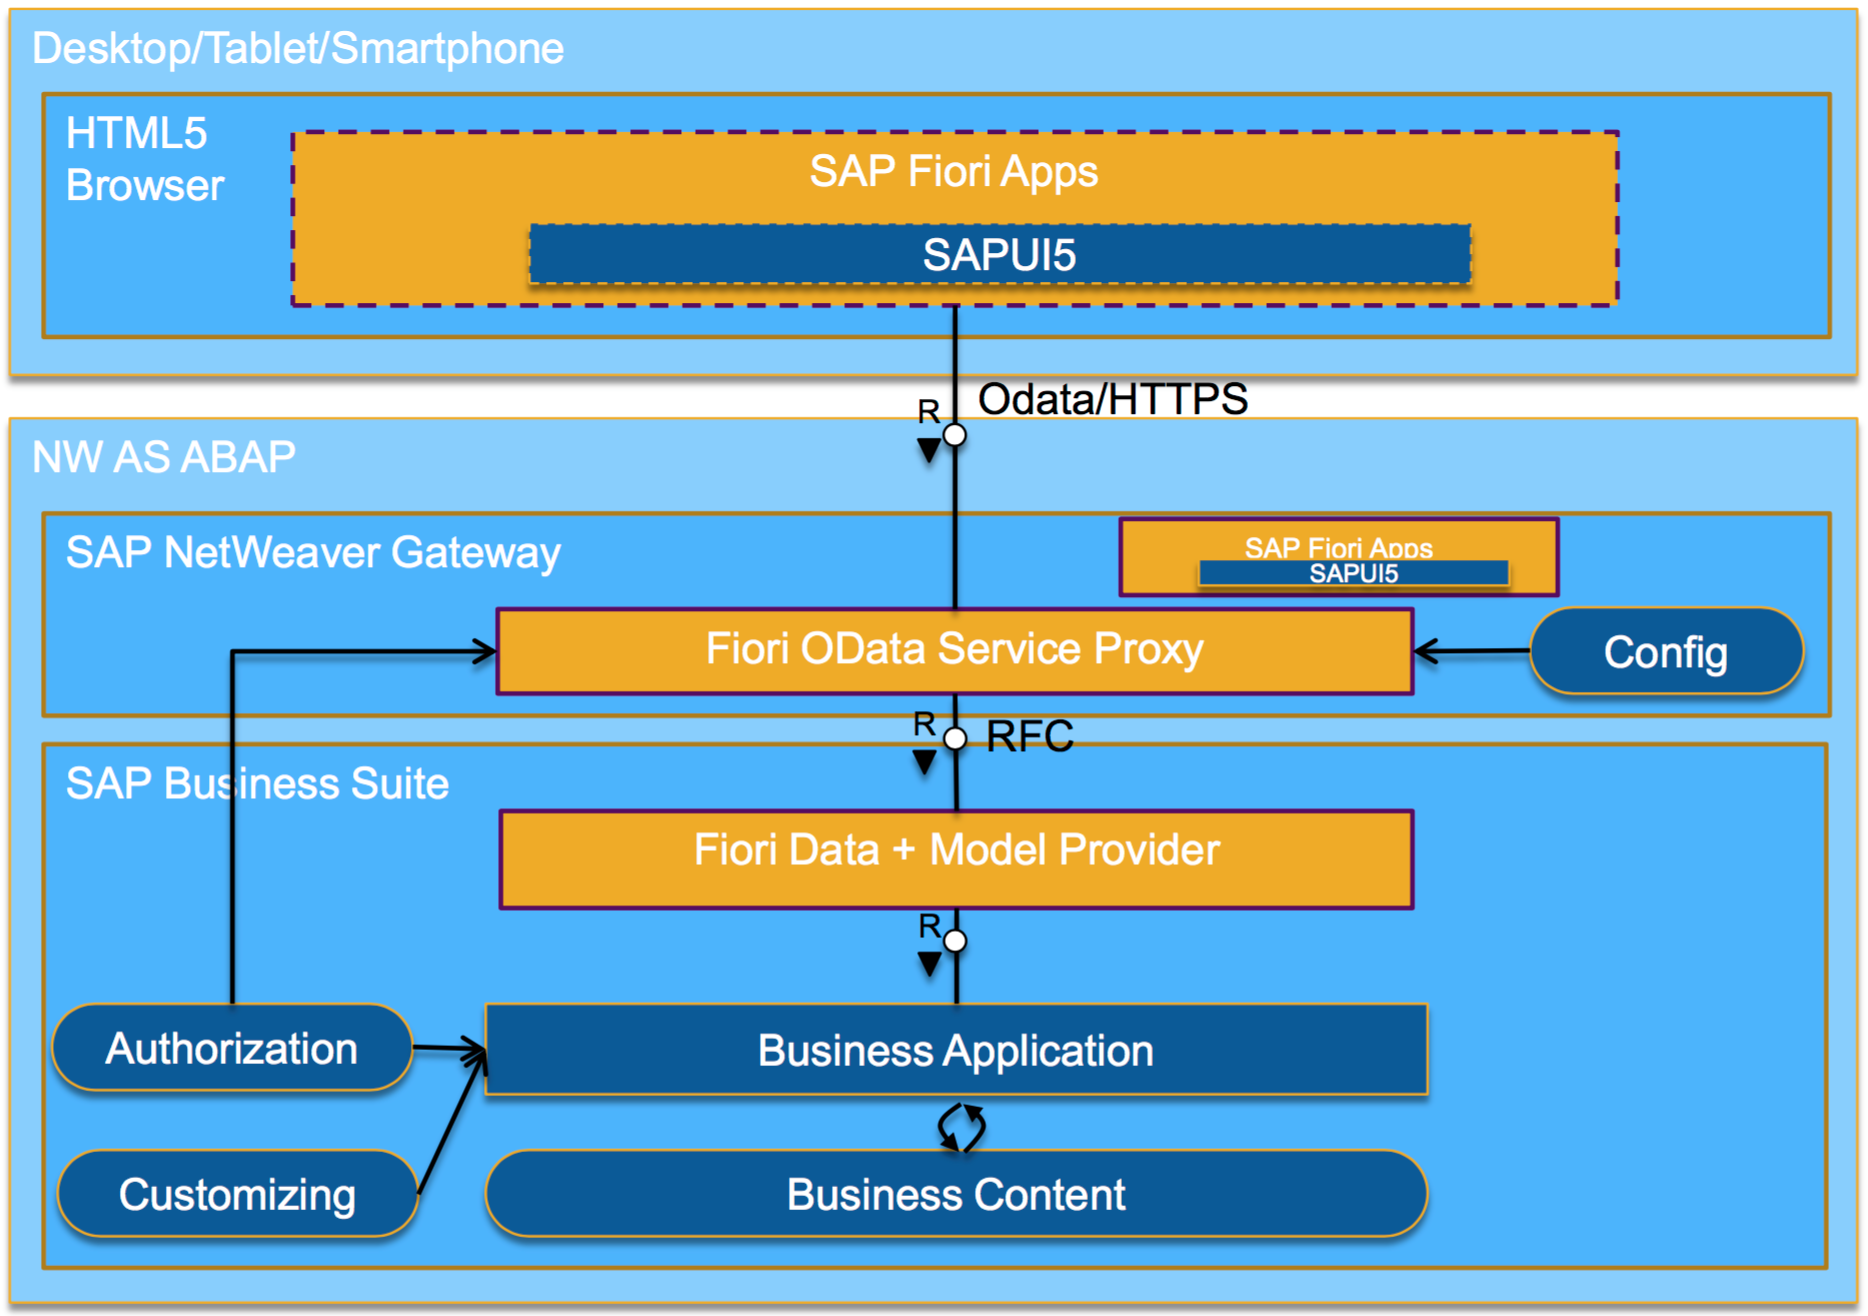 Desktop/Tablet/Smartphone
HTML5
Browser
SAP Fiori Apps
SAPUI5
R
Odata/HTTPS
NW AS ABAP
SAP NetWeaver Gateway
SAP Fiori Apps
SAPUI5
Fiori OData Service Proxy
Config
R
RFC
SAP Business Suite
Fiori Data + Model Provider
R
Authorization
Business Application
Customizing
Business Content